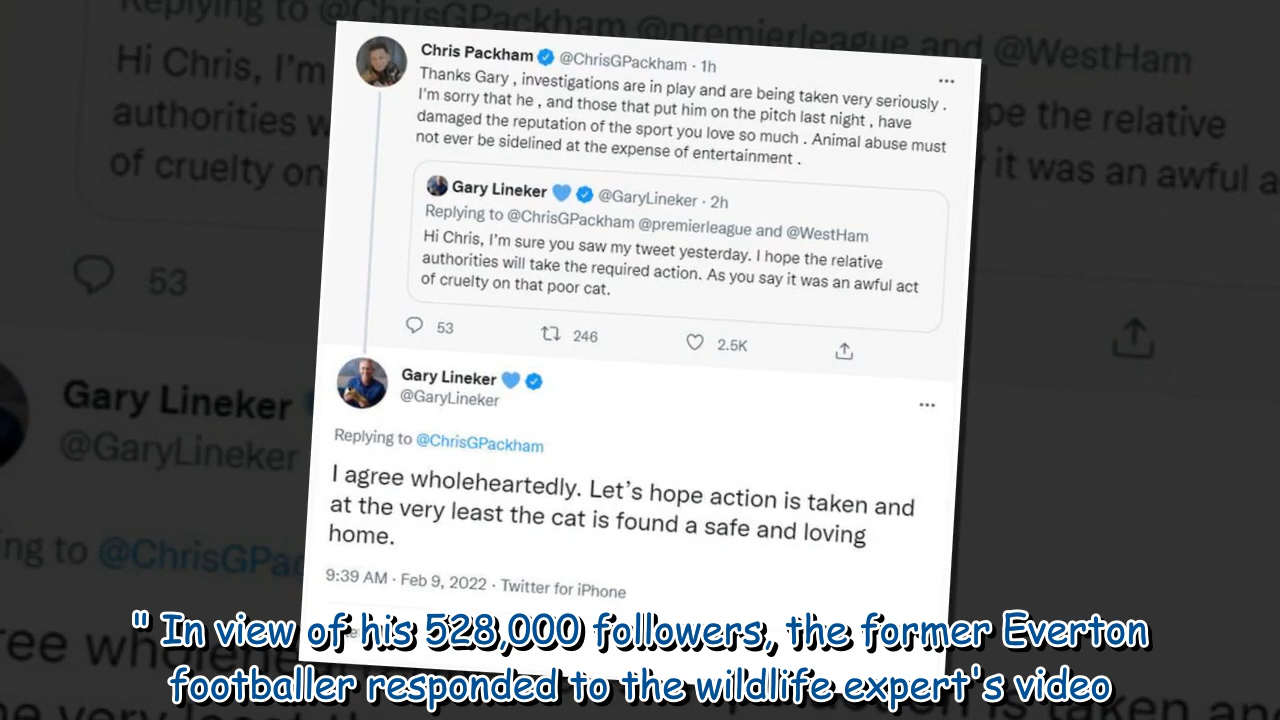 Replying to @ChrisGPackham @premierleague and @WestHam
Hi Chris, I'm
pe the relative
authorities w
it was an awful a
of cruelty on
53
Gary Lineker
@GaryLineker
ng to @ChrisGPac
Chris Packham @ChrisGPackham · 1h
Thanks Gary , investigations are in play and are being taken very seriously .
I'm sorry that he , and those that put him on the pitch last night , have
damaged the reputation of the sport you love so much . Animal abuse must
not ever be sidelined at the expense of entertainment .
Gary Lineker 💙 @GaryLineker · 2h
Replying to @ChrisGPackham @premierleague and @WestHam
Hi Chris, I'm sure you saw my tweet yesterday. I hope the relative
authorities will take the required action. As you say it was an awful act
of cruelty on that poor cat.
53 246 2.5K
Gary Lineker 💙
@GaryLineker
Replying to @ChrisGPackham
I agree wholeheartedly. Let's hope action is taken and
at the very least the cat is found a safe and loving
home.
9:39 AM · Feb 9, 2022 · Twitter for iPhone
" In view of his 528,000 followers, the former Everton
footballer responded to the wildlife expert's video